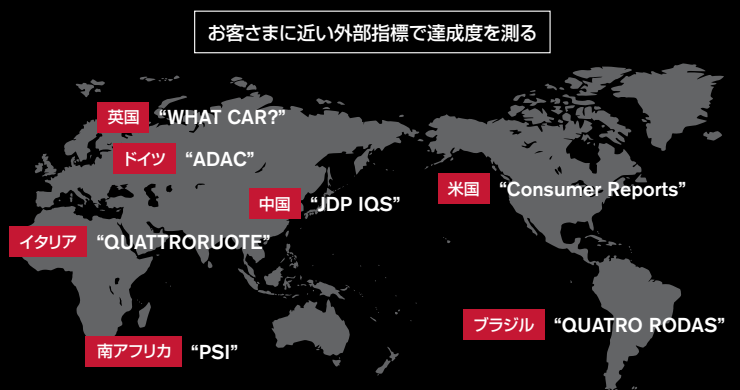 お客さまに近い外部指標で達成度を測る
英国 “WHAT CAR?”
ドイツ “ADAC”
中国 “JDP IQS”
米国 “Consumer Reports”
イタリア “QUATTRORUOTE”
ブラジル “QUATRO RODAS”
南アフリカ “PSI”